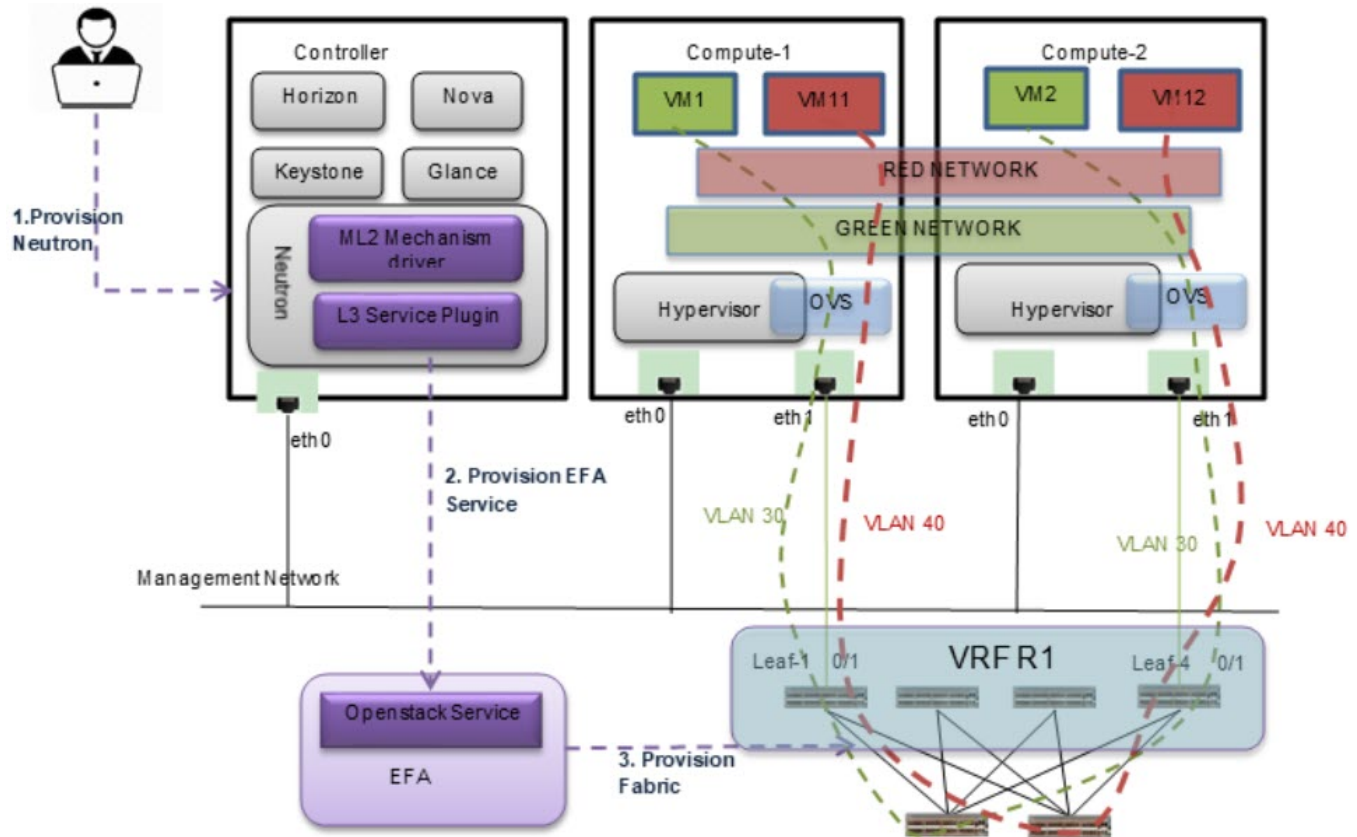 Controller
Horizon
Nova
Keystone
Glance
Neutron
ML2 Mechanism
driver
L3 Service Plugin
eth0
1.Provision
Neutron
Compute-1
VM1
VM11
Compute-2
VM2
VM12
RED NETWORK
GREEN NETWORK
Hypervisor
OVS
Hypervisor
OVS
eth0
eth1
eth0
eth1
2. Provision EFA
Service
VLAN 30
VLAN 40
VLAN 30
VLAN 40
Management Network
Leaf-1 0/1
VRF R1
Leaf-4 0/1
Openstack Service
EFA
3. Provision
Fabric